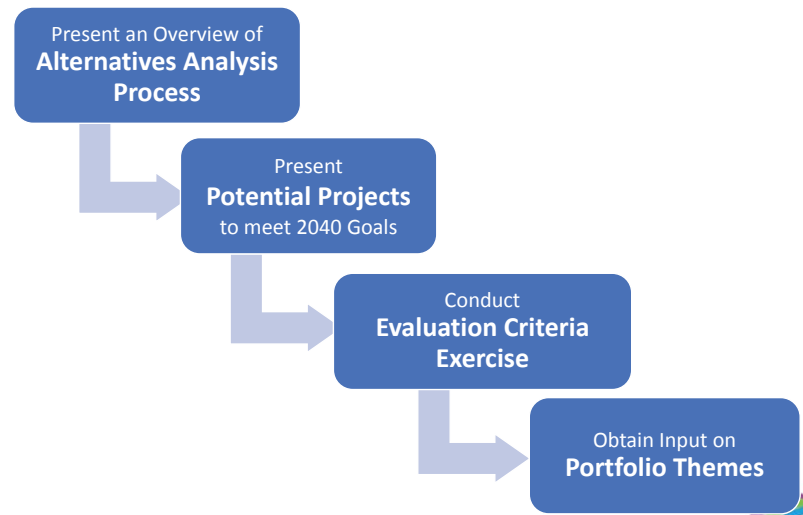 Present an Overview of
Alternatives Analysis
Process
Present
Potential Projects
to meet 2040 Goals
Conduct
Evaluation Criteria
Exercise
Obtain Input on
Portfolio Themes